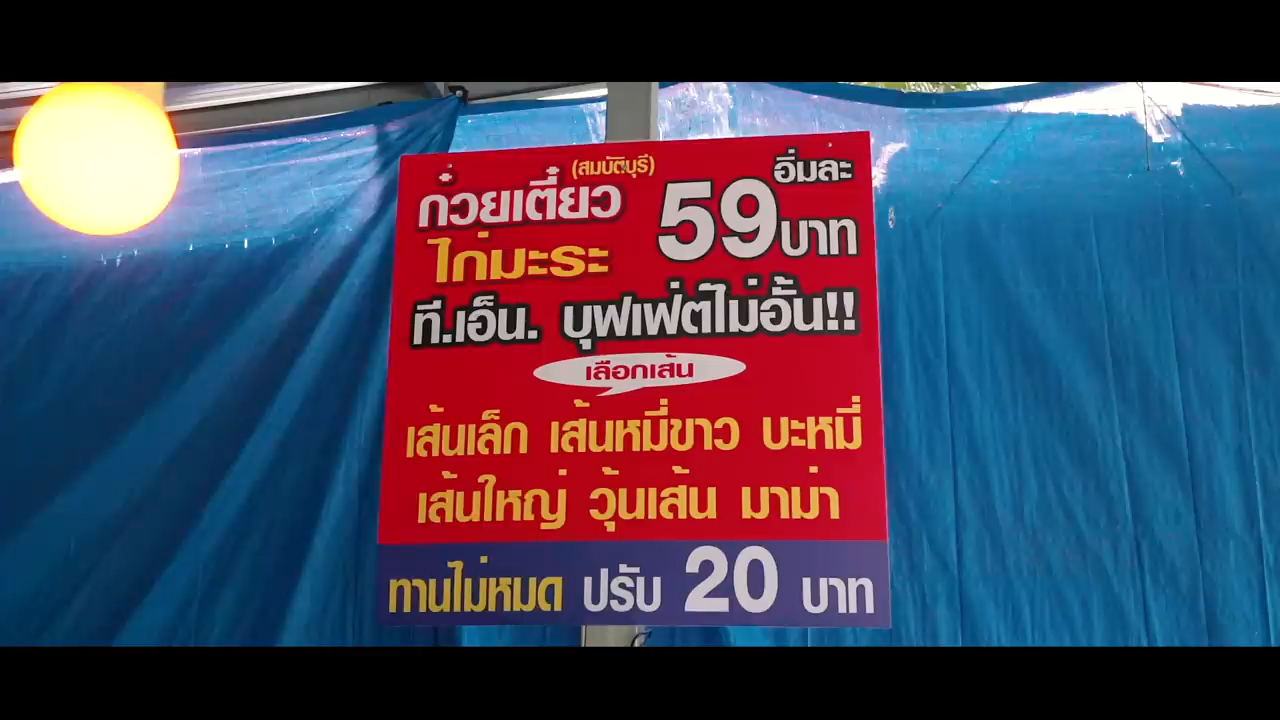 (สมบัติบุรี)
ก๋วยเตี๋ยว
ไก่มะระ
อิ่มละ
59บาท
ที.เอ็น. บุฟเฟ่ต์ไม่อั้น!!
เลือกเส้น
เส้นเล็ก เส้นหมี่ขาว บะหมี่
เส้นใหญ่ วุ้นเส้น มาม่า
ทานไม่หมด ปรับ 20 บาท